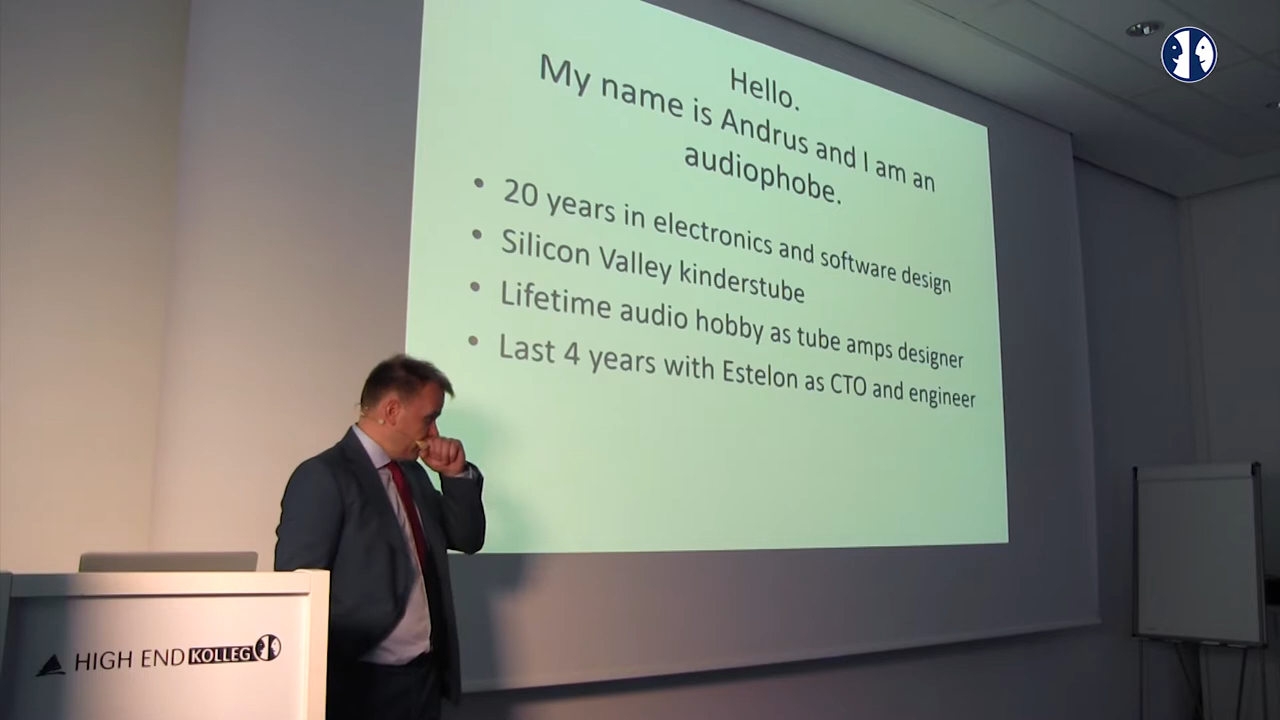 Hello.
My name is Andrus and I am an
audiophobe.
• 20 years in electronics and software design
• Silicon Valley kinderstube
• Lifetime audio hobby as tube amps designer
• Last 4 years with Estelon as CTO and engineer
HIGH END KOLLEG